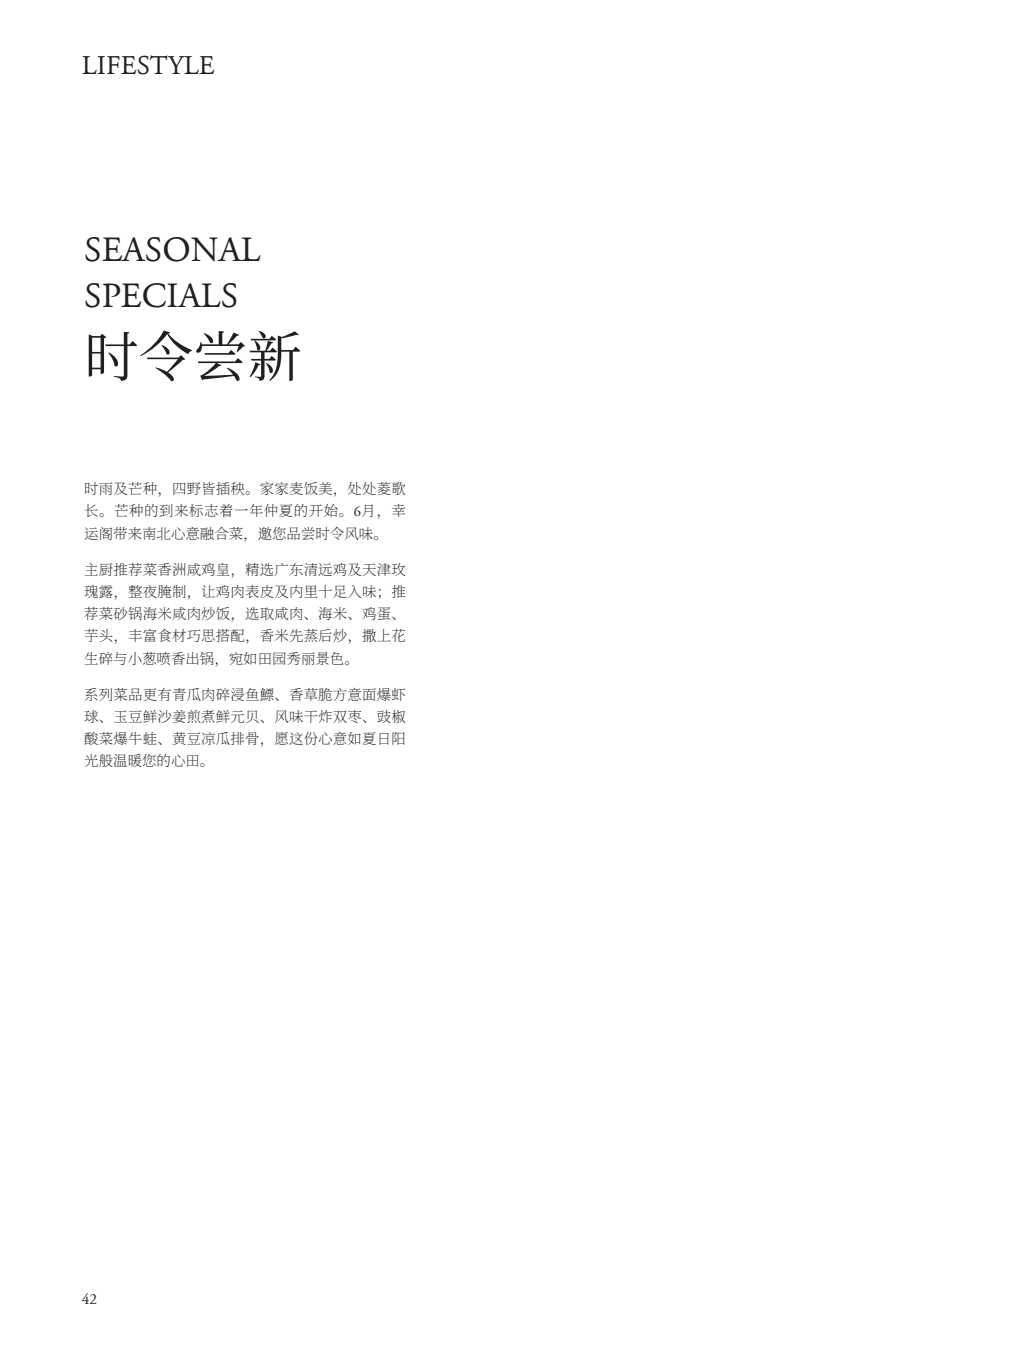 LIFESTYLE
SEASONAL
SPECIALS
时令尝新
时雨及芒种，四野皆插秧。家家麦饭美，处处菱歌
长。芒种的到来标志着一年仲夏的开始。6月，幸
运阁带来南北心意融合菜，邀您品尝时令风味。
主厨推荐菜香洲咸鸡皇，精选广东清远鸡及天津玫
瑰露，整夜腌制，让鸡肉表皮及内里十足入味；推
荐菜砂锅海米咸肉炒饭，选取咸肉、海米、鸡蛋、
芋头，丰富食材巧思搭配，香米先蒸后炒，撒上花
生碎与小葱喷香出锅，宛如田园秀丽景色。
系列菜品更有青瓜肉碎浸鱼鳔、香草脆方意面爆虾
球、玉豆鲜沙姜煎煮鲜元贝、风味干炸双枣、豉椒
酸菜爆牛蛙、黄豆凉瓜排骨，愿这份心意如夏日阳
光般温暖您的心田。
42